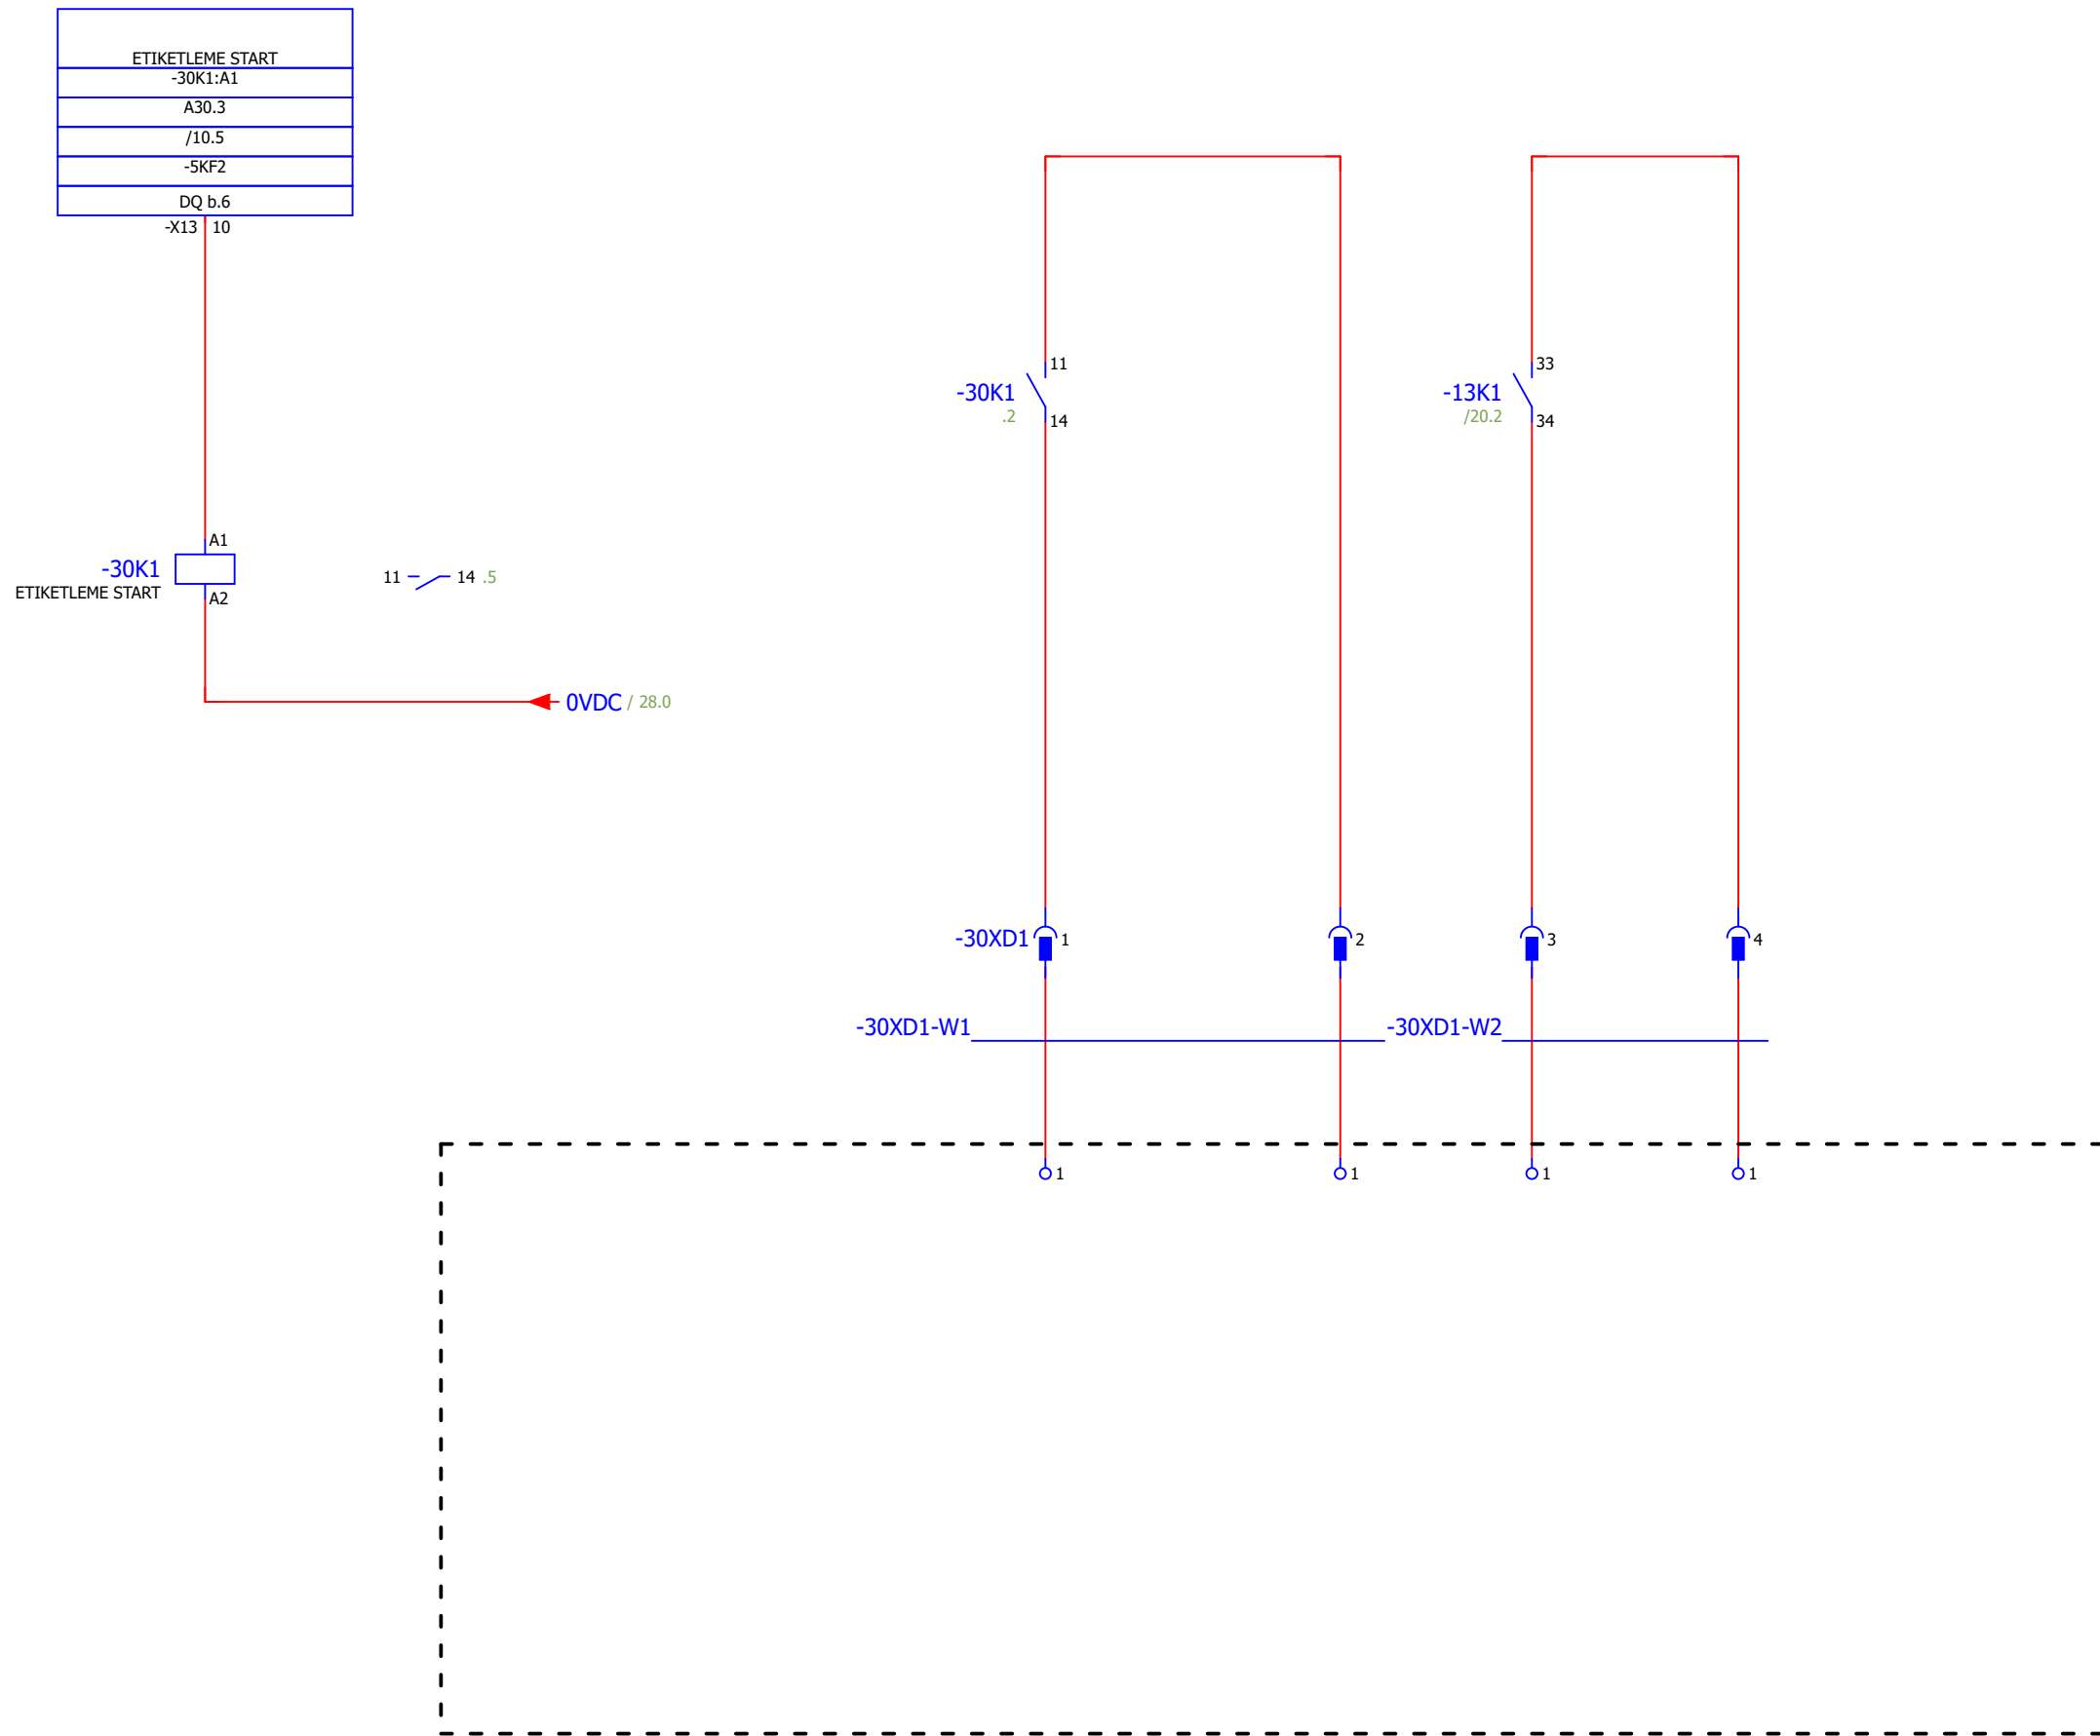 ETIKETLEME START
-30K1:A1
A30.3
/10.5
-5KF2
DQ b.6
-X13 10
11
-30K1
.2
14
33
-13K1
/20.2
34
A1
-30K1
ETIKETLEME START
A2
11 14 .5
0VDC / 28.0
-30XD1 1 2 3 4
-30XD1-W1 -30XD1-W2
1 1 1 1